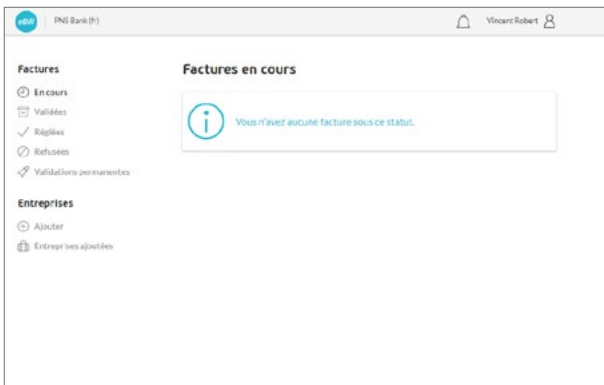 eBill
PNS Bank (fr)
Vincent Robert
Factures
En cours
Validées
Réglées
Refusées
Validations permanentes
Entreprises
Ajouter
Entreprises ajoutées
Factures en cours
Vous n'avez aucune facture sous ce statut.